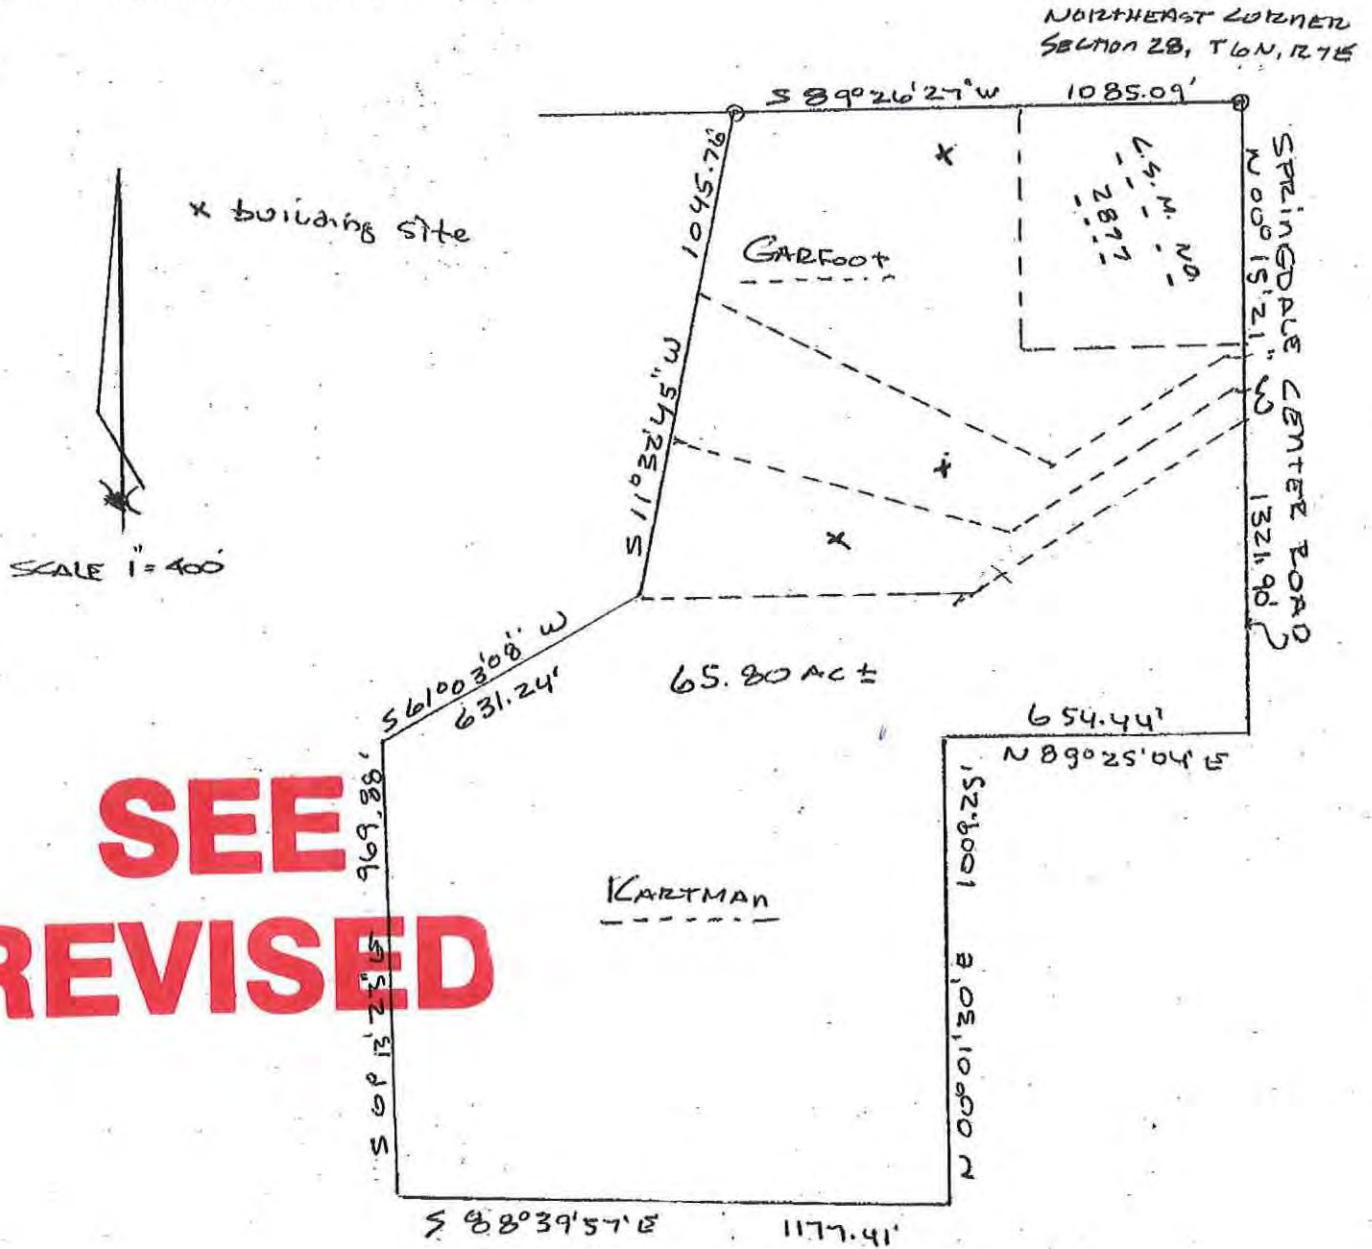 NORTHEAST CORNER
SECTION 28, T6N, R7E
S 89°26'27"W 1085.09'
SPRINGDALE CENTER ROAD
N 00° 15' 21" W 1321.90'
C.S.M. NO.
2877
x building site
1045.76'
S 11°32'45"W
GARFOOT
SCALE 1"=400'
S 61°03'08" W
631.24'
65.80 AC ±
654.44'
N 89°25'04" E
SEE
REVISED
969.88'
1009.25'
KARTMAN
N 00°01'30" E
S 88°39'57"E 1177.41'